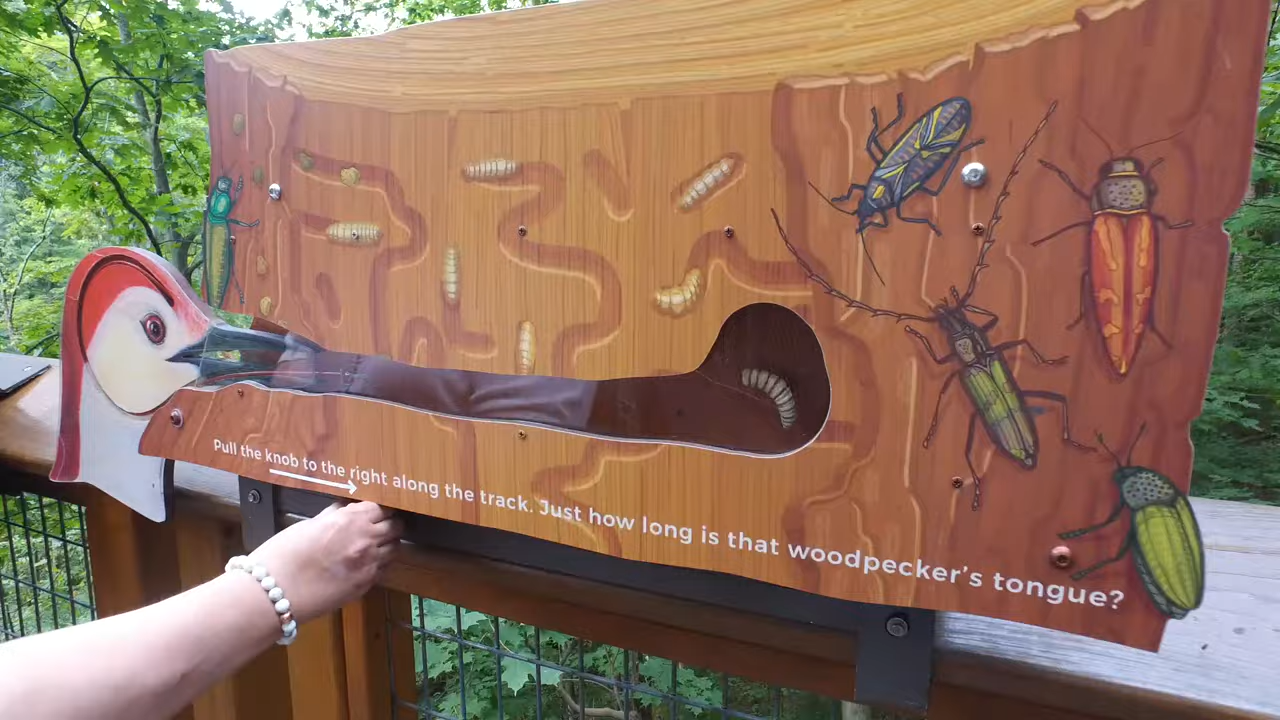 Pull the knob to the right along the track. Just how long is that woodpecker's tongue?